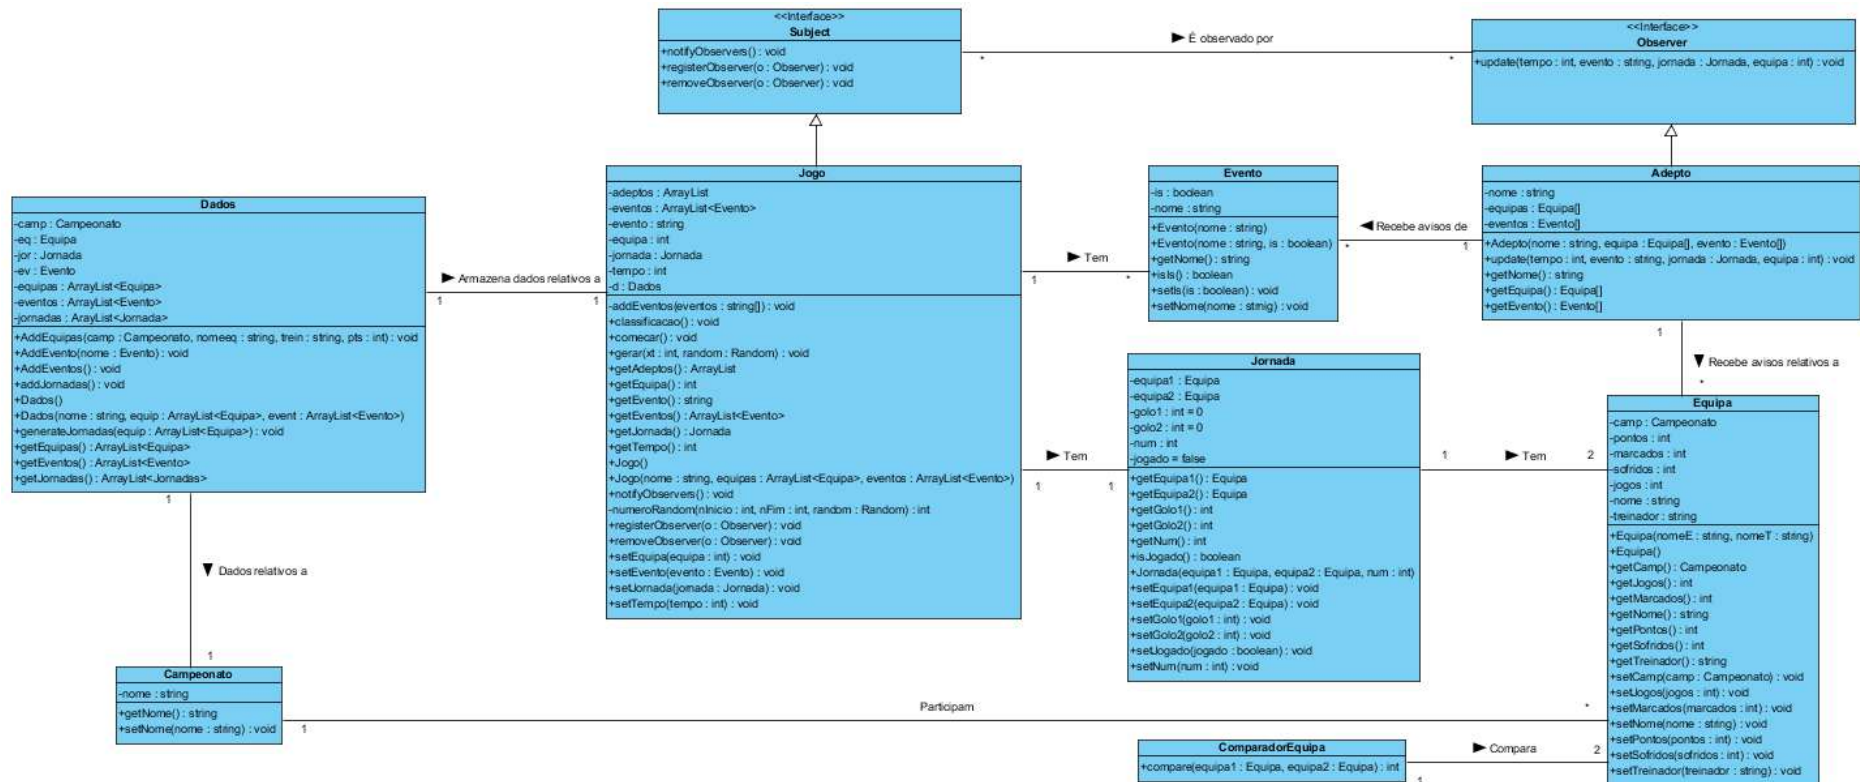 <<Interface>>
Subject
+notifyObservers() : void
+registerObserver(o : Observer) : void
+removeObserver(o : Observer) : void
É observado por
*
*
<<Interface>>
Observer
+update(tempo : int, evento : string, jornada : Jornada, equipa : int) : void
Dados
-camp : Campeonato
-eq : Equipa
-jor : Jornada
-ev : Evento
-equipas : ArrayList<Equipa>
-eventos : ArrayList<Evento>
-jornadas : ArayList<Jornada>
+AddEquipas(camp : Campeonato, nomeeq : string, trein : string, pts : int) : void
+AddEvento(nome : Evento) : void
+AddEventos() : void
+addJornadas() : void
+Dados()
+Dados(nome : string, equip : ArrayList<Equipa>, event : ArrayList<Evento>)
+generateJornadas(equip : ArrayList<Equipa>) : void
+getEquipas() : ArrayList<Equipa>
+getEventos() : ArrayList<Evento>
+getJornadas() : ArrayList<Jornadas>
Armazena dados relativos a
1
1
Jogo
-adeptos : ArrayList
-eventos : ArrayList<Evento>
-evento : string
-equipa : int
-jornada : Jornada
-tempo : int
-d : Dados
-addEventos(eventos : string[]) : void
+classificacao() : void
+comecar() : void
+gerar(xt : int, random : Random) : void
+getAdeptos() : ArrayList
+getEquipa() : int
+getEvento() : string
+getEventos() : ArrayList<Evento>
+getJornada() : Jornada
+getTempo() : int
+Jogo()
+Jogo(nome : string, equipas : ArrayList<Equipa>, eventos : ArrayList<Evento>)
+notifyObservers() : void
-numeroRandom(nInicio : int, nFim : int, random : Random) : int
+registerObserver(o : Observer) : void
+removeObserver(o : Observer) : void
+setEquipa(equipa : int) : void
+setEvento(evento : Evento) : void
+setJornada(jornada : Jornada) : void
+setTempo(tempo : int) : void
Tem
1
*
Evento
-is : boolean
-nome : string
+Evento(nome : string)
+Evento(nome : string, is : boolean)
+getNome() : string
+isIs() : boolean
+setIs(is : boolean) : void
+setNome(nome : strnig) : void
Recebe avisos de
*
1
Adepto
-nome : string
-equipas : Equipa[]
-eventos : Evento[]
+Adepto(nome : string, equipa : Equipa[], evento : Evento[])
+update(tempo : int, evento : string, jornada : Jornada, equipa : int) : void
+getNome() : string
+getEquipa() : Equipa[]
+getEvento() : Evento[]
1
Recebe avisos relativos a
*
Tem
1
1
Jornada
-equipa1 : Equipa
-equipa2 : Equipa
-golo1 : int = 0
-golo2 : int = 0
-num : int
-jogado = false
+getEquipa1() : Equipa
+getEquipa2() : Equipa
+getGolo1() : int
+getGolo2() : int
+getNum() : int
+isJogado() : boolean
+Jornada(equipa1 : Equipa, equipa2 : Equipa, num : int)
+setEquipa1(equipa1 : Equipa) : void
+setEquipa2(equipa2 : Equipa) : void
+setGolo1(golo1 : int) : void
+setGolo2(golo2 : int) : void
+setJogado(jogado : boolean) : void
+setNum(num : int) : void
1
Tem
2
Equipa
-camp : Campeonato
-pontos : int
-marcados : int
-sofridos : int
-jogos : int
-nome : string
-treinador : string
+Equipa(nomeE : string, nomeT : string)
+Equipa()
+getCamp() : Campeonato
+getJogos() : int
+getMarcados() : int
+getNome() : string
+getPontos() : int
+getSofridos() : int
+getTreinador() : string
+setCamp(camp : Campeonato) : void
+setJogos(jogos : int) : void
+setMarcados(marcados : int) : void
+setNome(nome : string) : void
+setPontos(pontos : int) : void
+setSofridos(sofridos : int) : void
+setTreinador(treinador : string) : void
1
Dados relativos a
1
Campeonato
-nome : string
+getNome() : string
+setNome(nome : string) : void
1
Participam
*
ComparadorEquipa
+compare(equipa1 : Equipa, equipa2 : Equipa) : int
Compara
2
1